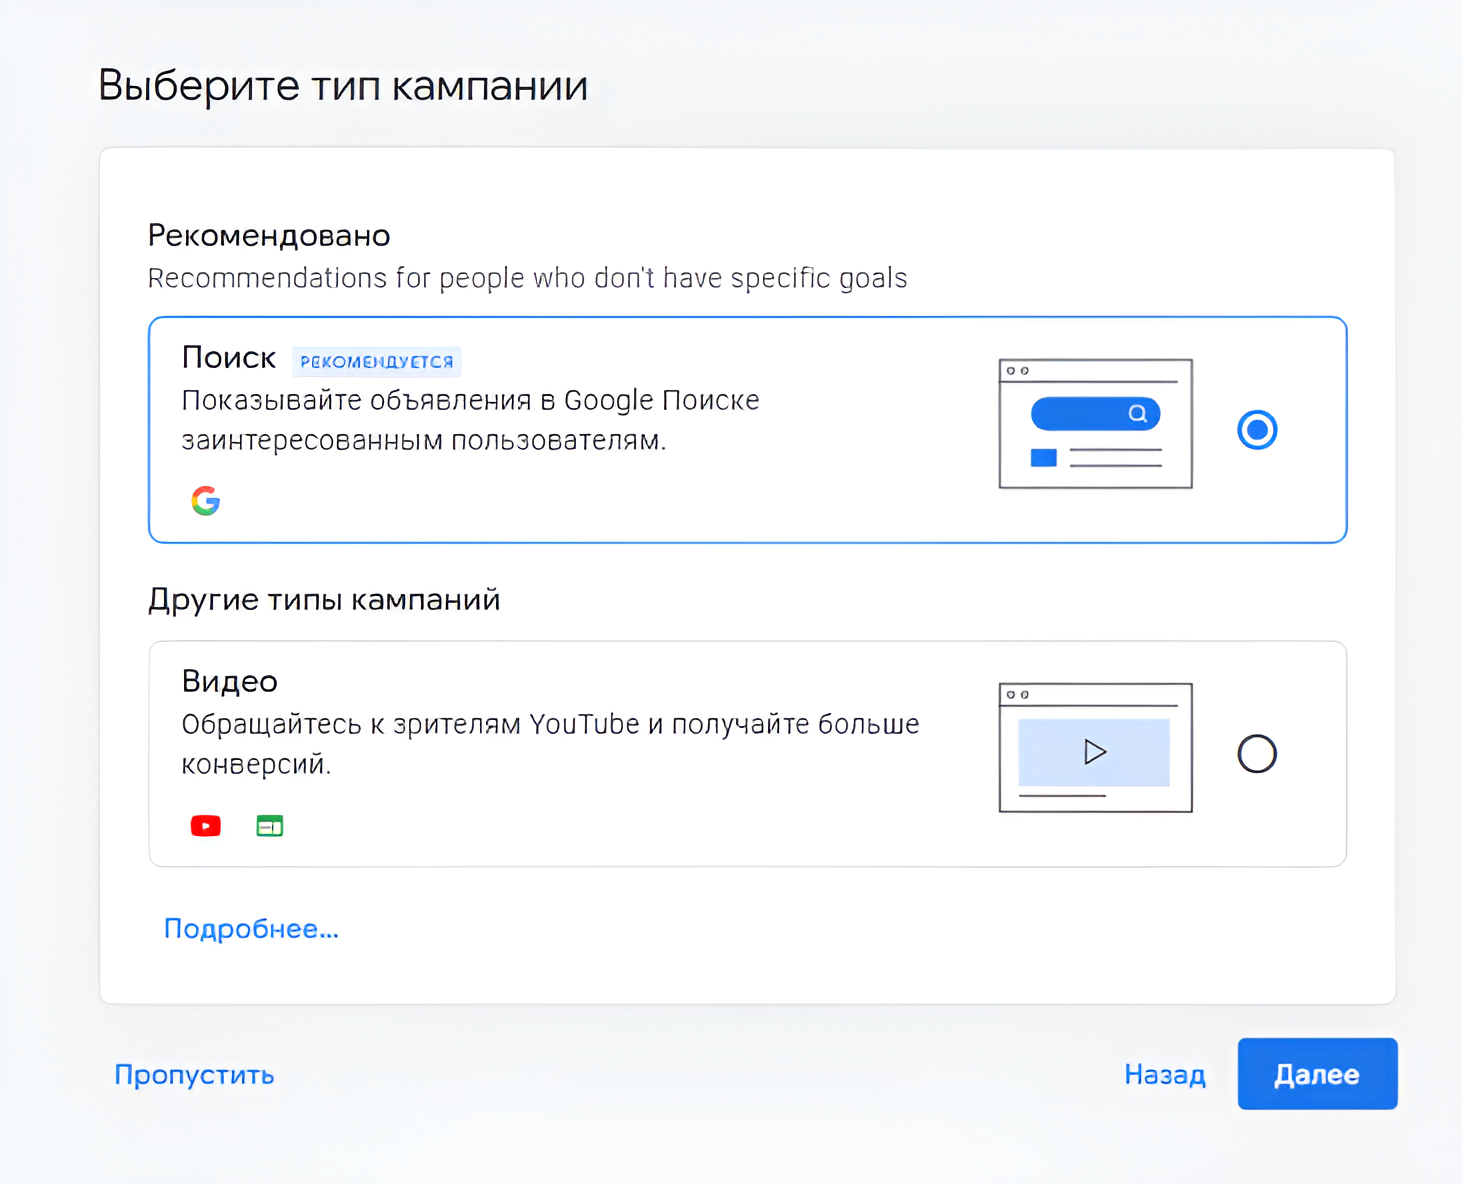 Выберите тип кампании
Рекомендовано
Recommendations for people who don't have specific goals
Поиск РЕКОМЕНДУЕТСЯ
Показывайте объявления в Google Поиске
заинтересованным пользователям.
Другие типы кампаний
Видео
Обращайтесь к зрителям YouTube и получайте больше
конверсий.
Подробнее...
Пропустить
Назад
Далее